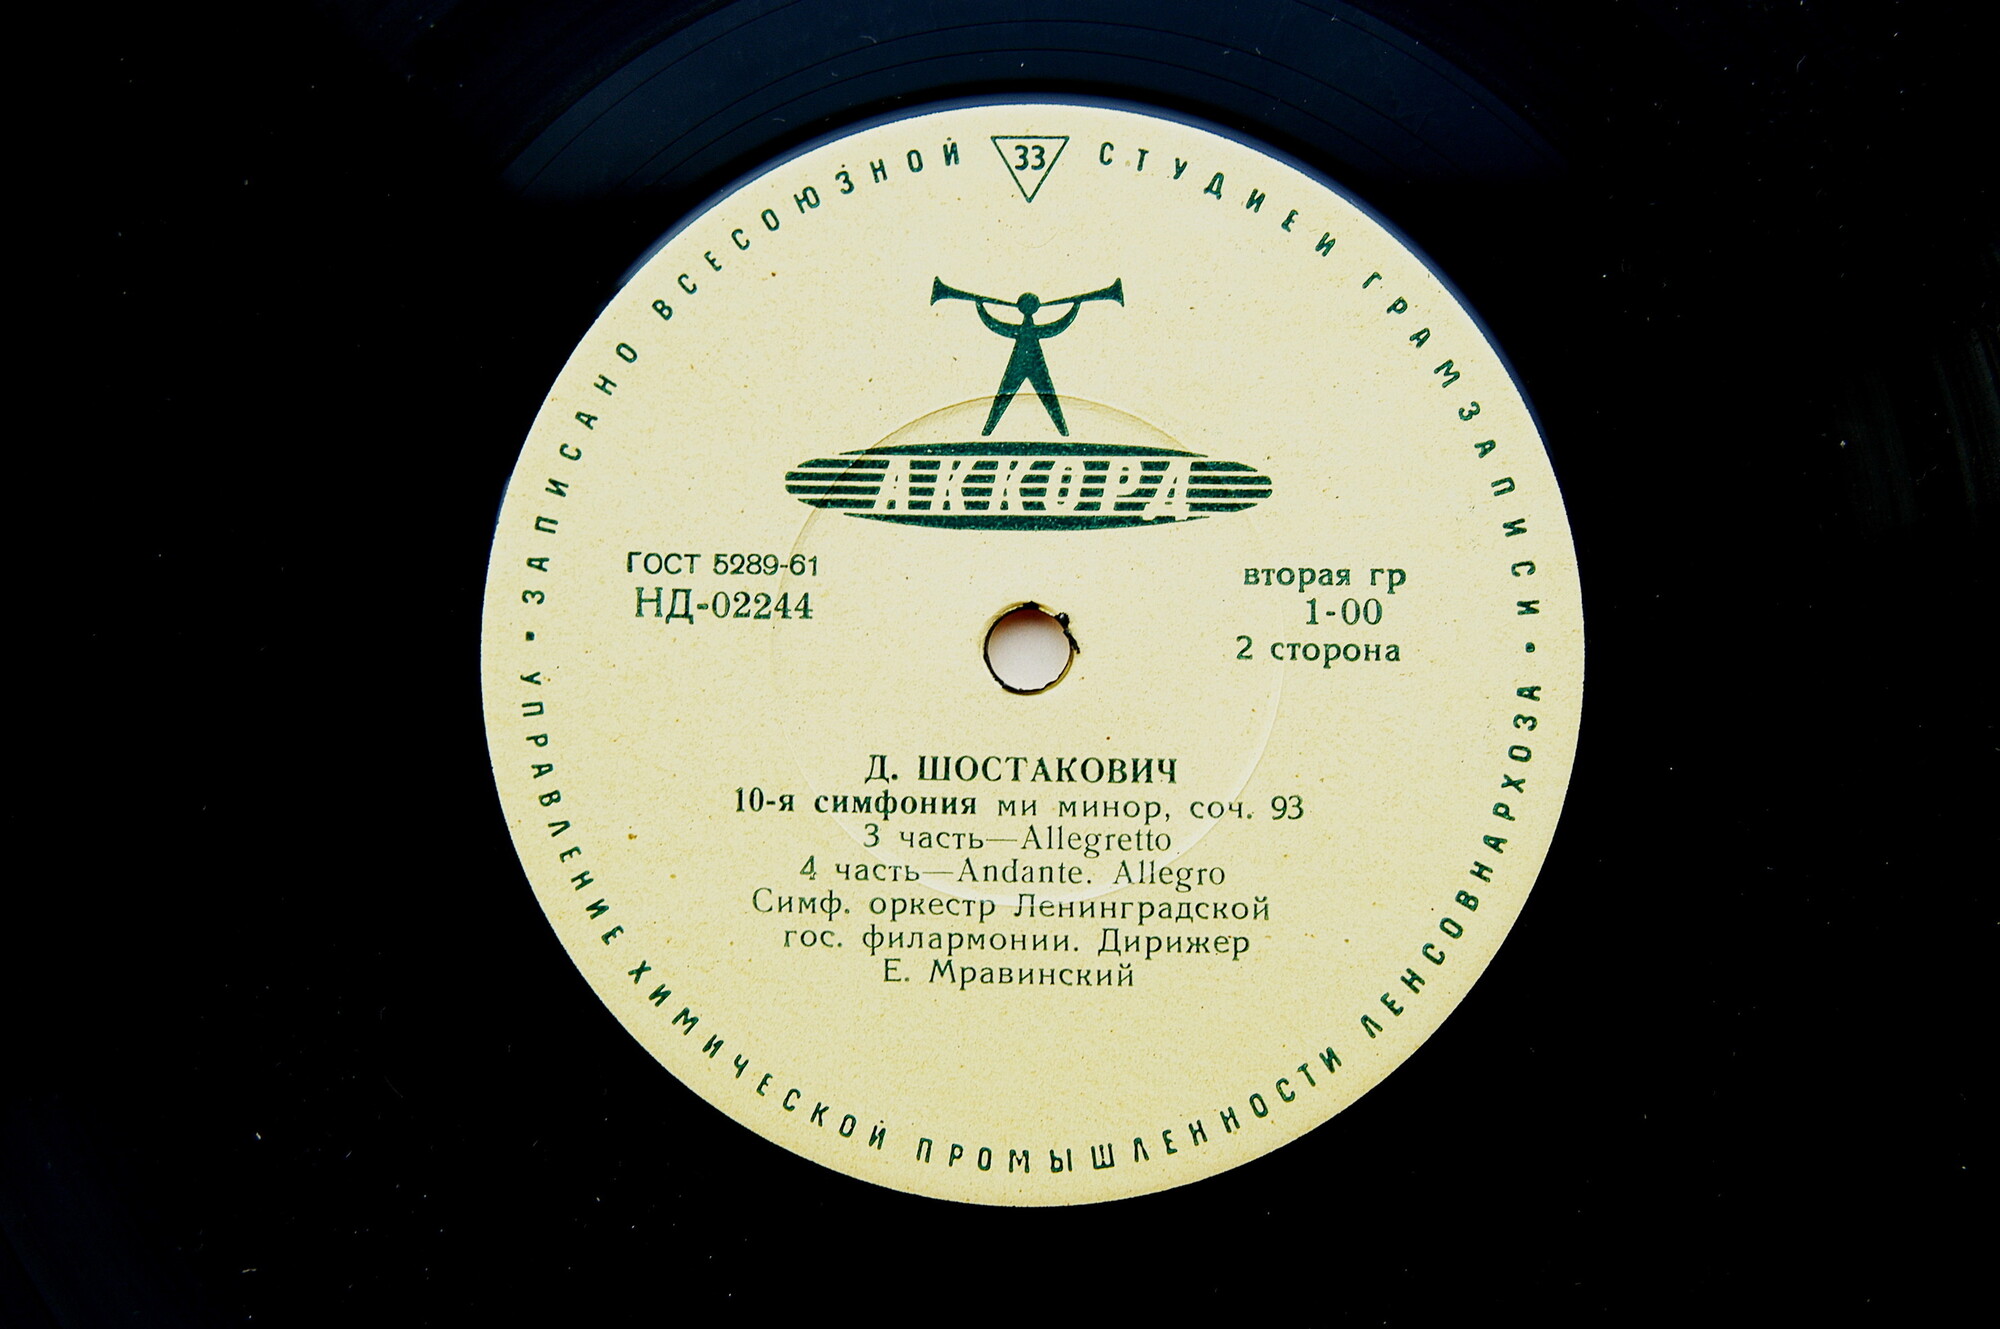 ЗАПИСАНО ВСЕСОЮЗНОЙ 33 СТУДИЕЙ ГРАМЗАПИСИ
АККОРД
ГОСТ 5289-61
НД-02244
вторая гр
1-00
2 сторона
Д. ШОСТАКОВИЧ
10-я симфония ми минор, соч. 93
3 часть—Allegretto
4 часть—Andante. Allegro
Симф. оркестр Ленинградской
гос. филармонии. Дирижер
Е. Мравинский
• УПРАВЛЕНИЕ ХИМИЧЕСКОЙ ПРОМЫШЛЕННОСТИ ЛЕНСОВНАРХОЗА •